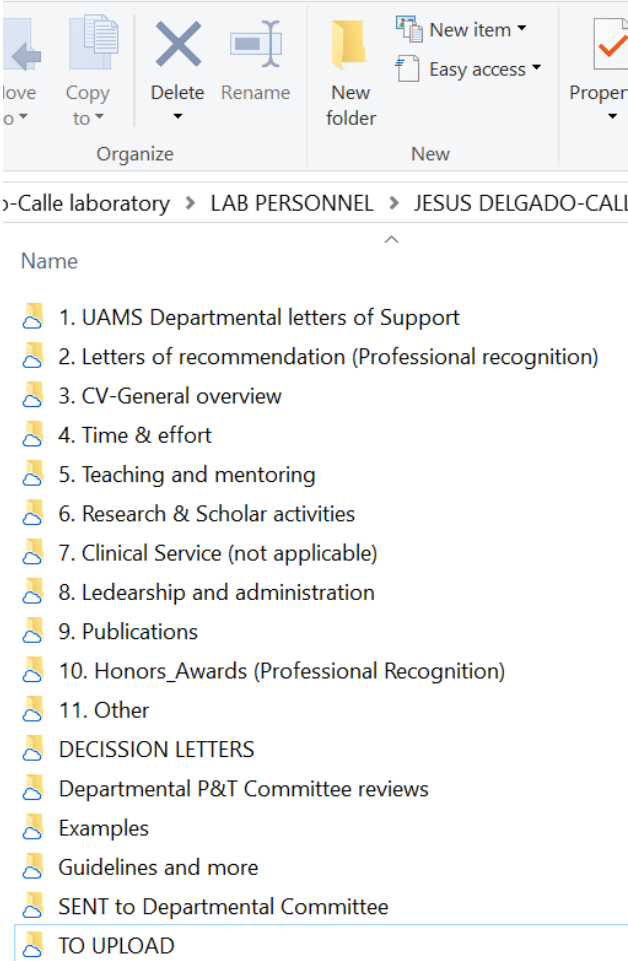 Copy
to
Delete
Rename
New
folder
New item
Easy access
Organize
New
-Calle laboratory > LAB PERSONNEL > JESUS DELGADO-CALL
Name
1. UAMS Departmental letters of Support
2. Letters of recommendation (Professional recognition)
3. CV-General overview
4. Time & effort
5. Teaching and mentoring
6. Research & Scholar activities
7. Clinical Service (not applicable)
8. Ledearship and administration
9. Publications
10. Honors_Awards (Professional Recognition)
11. Other
DECISSION LETTERS
Departmental P&T Committee reviews
Examples
Guidelines and more
SENT to Departmental Committee
TO UPLOAD